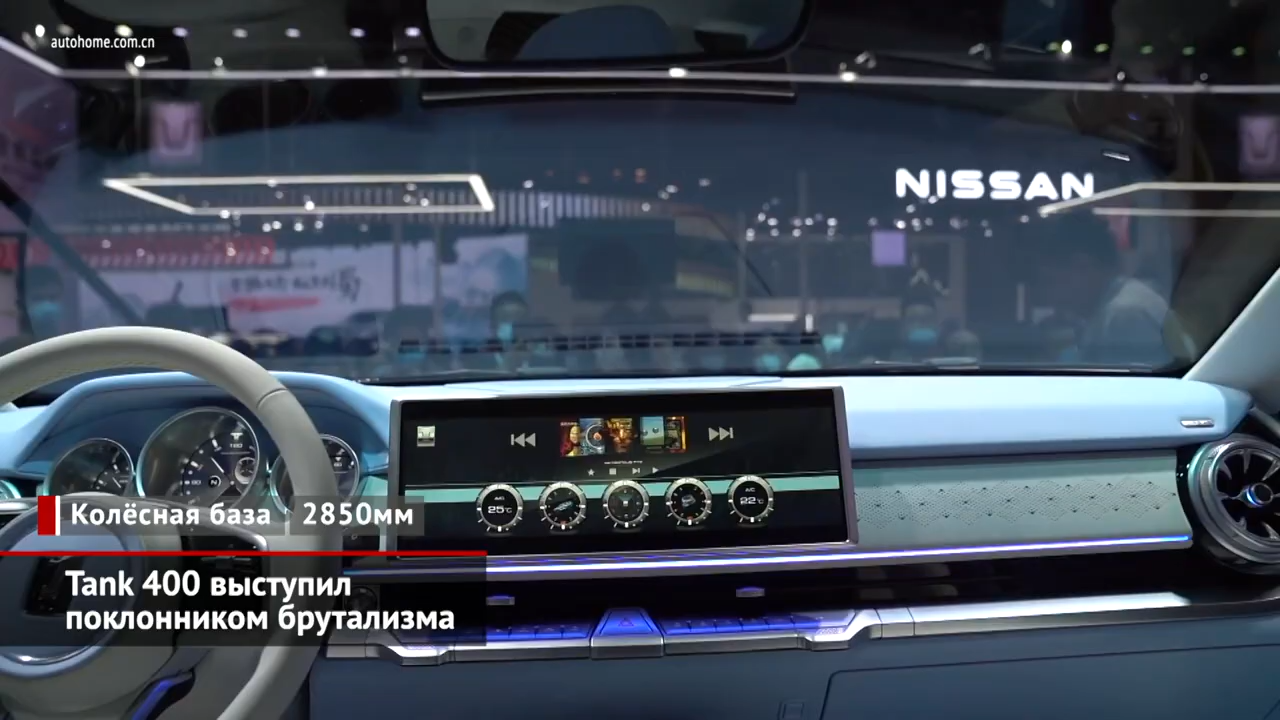 autohome.com.cn
NISSAN
25°C
22°C
Колёсная база 2850мм
Tank 400 выступил
поклонником брутализма